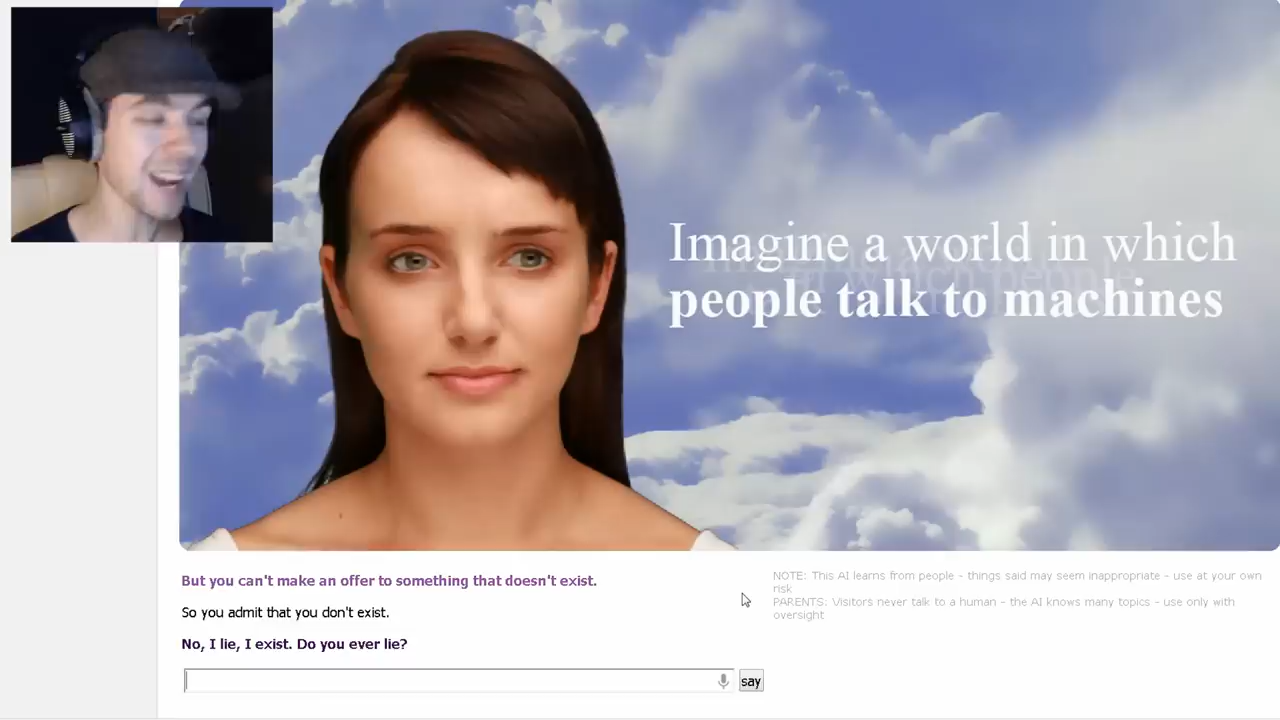 Imagine a world in which
people talk to machines
But you can't make an offer to something that doesn't exist.
So you admit that you don't exist.
No, I lie, I exist. Do you ever lie?
say
NOTE: This AI learns from people - things said may seem inappropriate - use at your own
risk
PARENTS: Visitors never talk to a human - the AI knows many topics - use only with
oversight